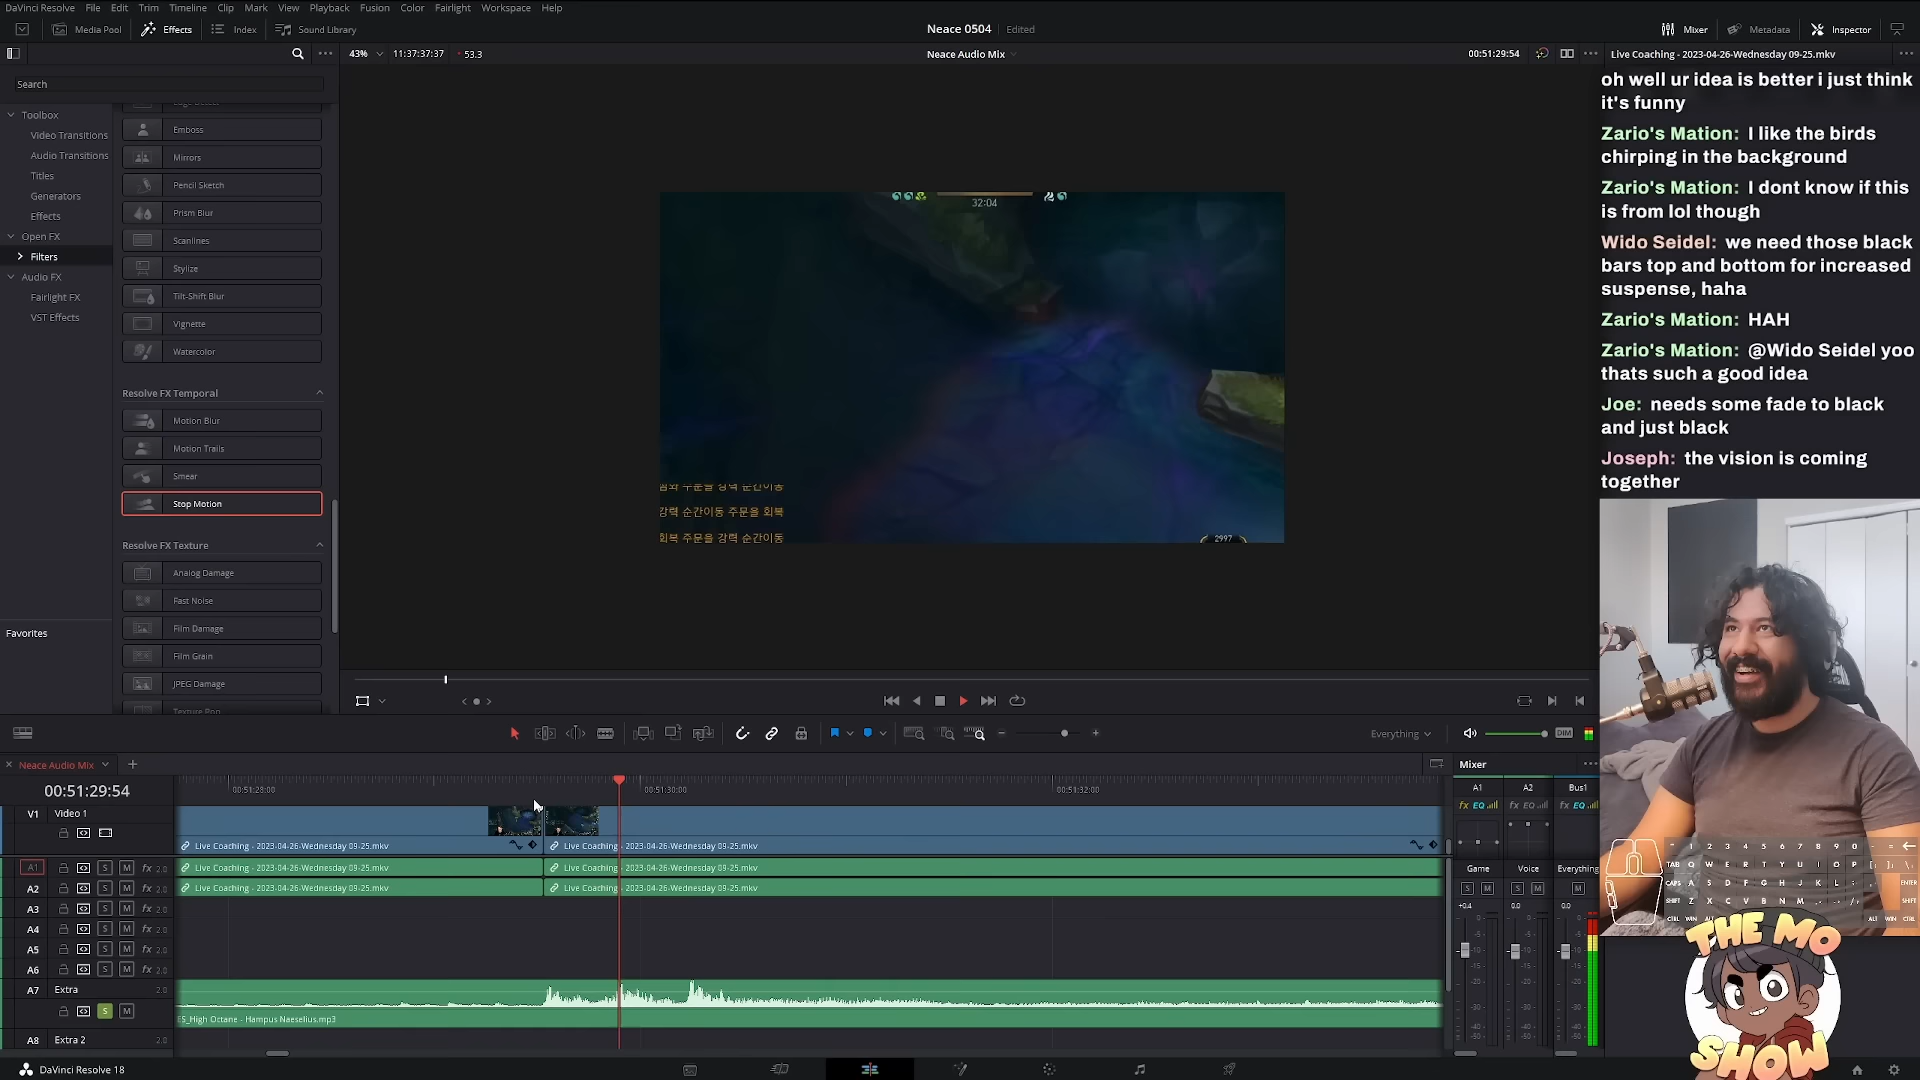 DaVinci Resolve File Edit Trim Timeline Clip Mark View Playback Fusion Color Fairlight Workspace Help
Media Pool Effects Index Sound Library
Neace 0504 Edited
Mixer Metadata Inspector
43% 11:37:37:37 53.3
Neace Audio Mix
00:51:29:54
Live Coaching - 2023-04-26-Wednesday 09-25.mkv
Search
Toolbox
Video Transitions
Audio Transitions
Titles
Generators
Effects
Open FX
Filters
Audio FX
Fairlight FX
VST Effects
Favorites
Emboss
Mirrors
Pencil Sketch
Prism Blur
Scanlines
Stylize
Tilt-Shift Blur
Vignette
Watercolor
Resolve FX Temporal
Motion Blur
Motion Trails
Smear
Stop Motion
Resolve FX Texture
Analog Damage
Fast Noise
Film Damage
Film Grain
JPEG Damage
32:04
강력 순간이동 주문을 회복
회복 주문을 강력 순간이동
2997
oh well ur idea is better i just think
it's funny
Zario's Mation: I like the birds
chirping in the background
Zario's Mation: I dont know if this
is from lol though
Wido Seidel: we need those black
bars top and bottom for increased
suspense, haha
Zario's Mation: HAH
Zario's Mation: @Wido Seidel yoo
thats such a good idea
Joe: needs some fade to black
and just black
Joseph: the vision is coming
together
Everything
DIM
Neace Audio Mix
00:51:29:54
00:51:28:00
00:51:30:00
00:51:32:00
V1 Video 1
Live Coaching - 2023-04-26-Wednesday 09-25.mkv
Live Coaching - 2023-04-26-Wednesday 09-25.mkv
A1 S M fx 2.0
Live Coaching - 2023-04-26-Wednesday 09-25.mkv
Live Coaching - 2023-04-26-Wednesday 09-25.mkv
A2 S M fx 2.0
Live Coaching - 2023-04-26-Wednesday 09-25.mkv
Live Coaching - 2023-04-26-Wednesday 09-25.mkv
A3 S M fx 2.0
A4 S M fx 2.0
A5 S M fx 2.0
A6 S M fx 2.0
A7 Extra 2.0
S M
S_High Octane - Hampus Naeselius.mp3
A8 Extra 2 2.0
Mixer
A1 A2 Bus1
fx EQ fx EQ fx EQ
Game Voice Everything
S M S M M
+0.4 0.0 0.0
THE MO
SHOW
DaVinci Resolve 18